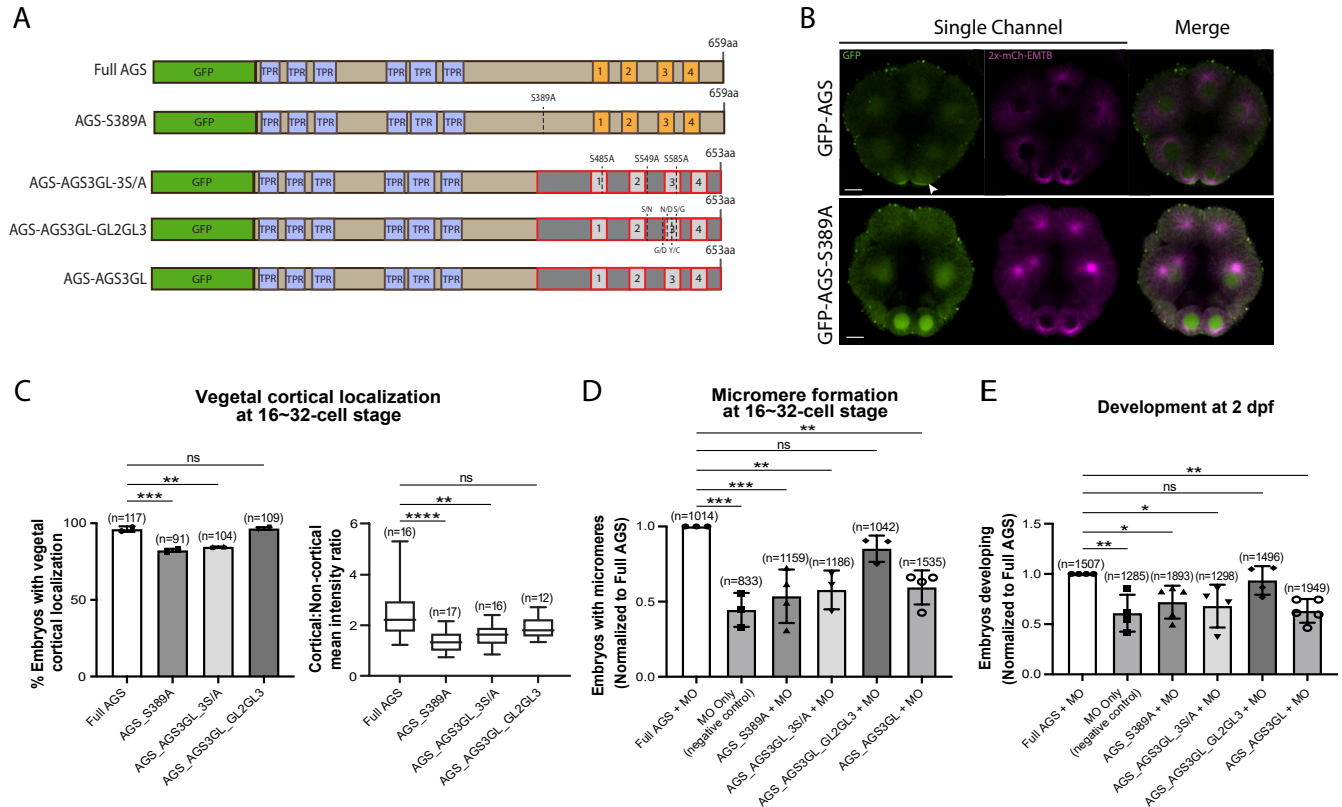 A
659aa
Full AGS
GFP
TPR TPR TPR TPR TPR TPR
1 2 3 4
659aa
S389A
AGS-S389A
GFP
TPR TPR TPR TPR TPR TPR
1 2 3 4
653aa
S485A S549A S585A
AGS-AGS3GL-3S/A
GFP
TPR TPR TPR TPR TPR TPR
1 2 3 4
653aa
S/N N/D S/G
AGS-AGS3GL-GL2GL3
GFP
TPR TPR TPR TPR TPR TPR
1 2 3 4
G/D Y/C
653aa
AGS-AGS3GL
GFP
TPR TPR TPR TPR TPR TPR
1 2 3 4
B
Single Channel
Merge
GFP
2x-mCh-EMTB
GFP-AGS
GFP-AGS-S389A
C
Vegetal cortical localization
at 16~32-cell stage
% Embryos with vegetal
cortical localization
100
50
0
ns
**
***
(n=117)
(n=91)
(n=104)
(n=109)
Full AGS
AGS_S389A
AGS_AGS3GL_3S/A
AGS_AGS3GL_GL2GL3
Cortical:Non-cortical
mean intensity ratio
6
4
2
0
ns
**
****
(n=16)
(n=17)
(n=16)
(n=12)
Full AGS
AGS_S389A
AGS_AGS3GL_3S/A
AGS_AGS3GL_GL2GL3
D
Micromere formation
at 16~32-cell stage
Embryos with micromeres
(Normalized to Full AGS)
1.0
0.5
0.0
**
ns
**
***
***
(n=1014)
(n=833)
(n=1159)
(n=1186)
(n=1042)
(n=1535)
Full AGS + MO
MO Only
(negative control)
AGS_S389A + MO
AGS_AGS3GL_3S/A + MO
AGS_AGS3GL_GL2GL3 + MO
AGS_AGS3GL + MO
E
Development at 2 dpf
Embryos developing
(Normalized to Full AGS)
1.5
1.0
0.5
0.0
**
ns
*
*
**
(n=1507)
(n=1285)
(n=1893)
(n=1298)
(n=1496)
(n=1949)
Full AGS + MO
MO Only
(negative control)
AGS_S389A + MO
AGS_AGS3GL_3S/A + MO
AGS_AGS3GL_GL2GL3 + MO
AGS_AGS3GL + MO